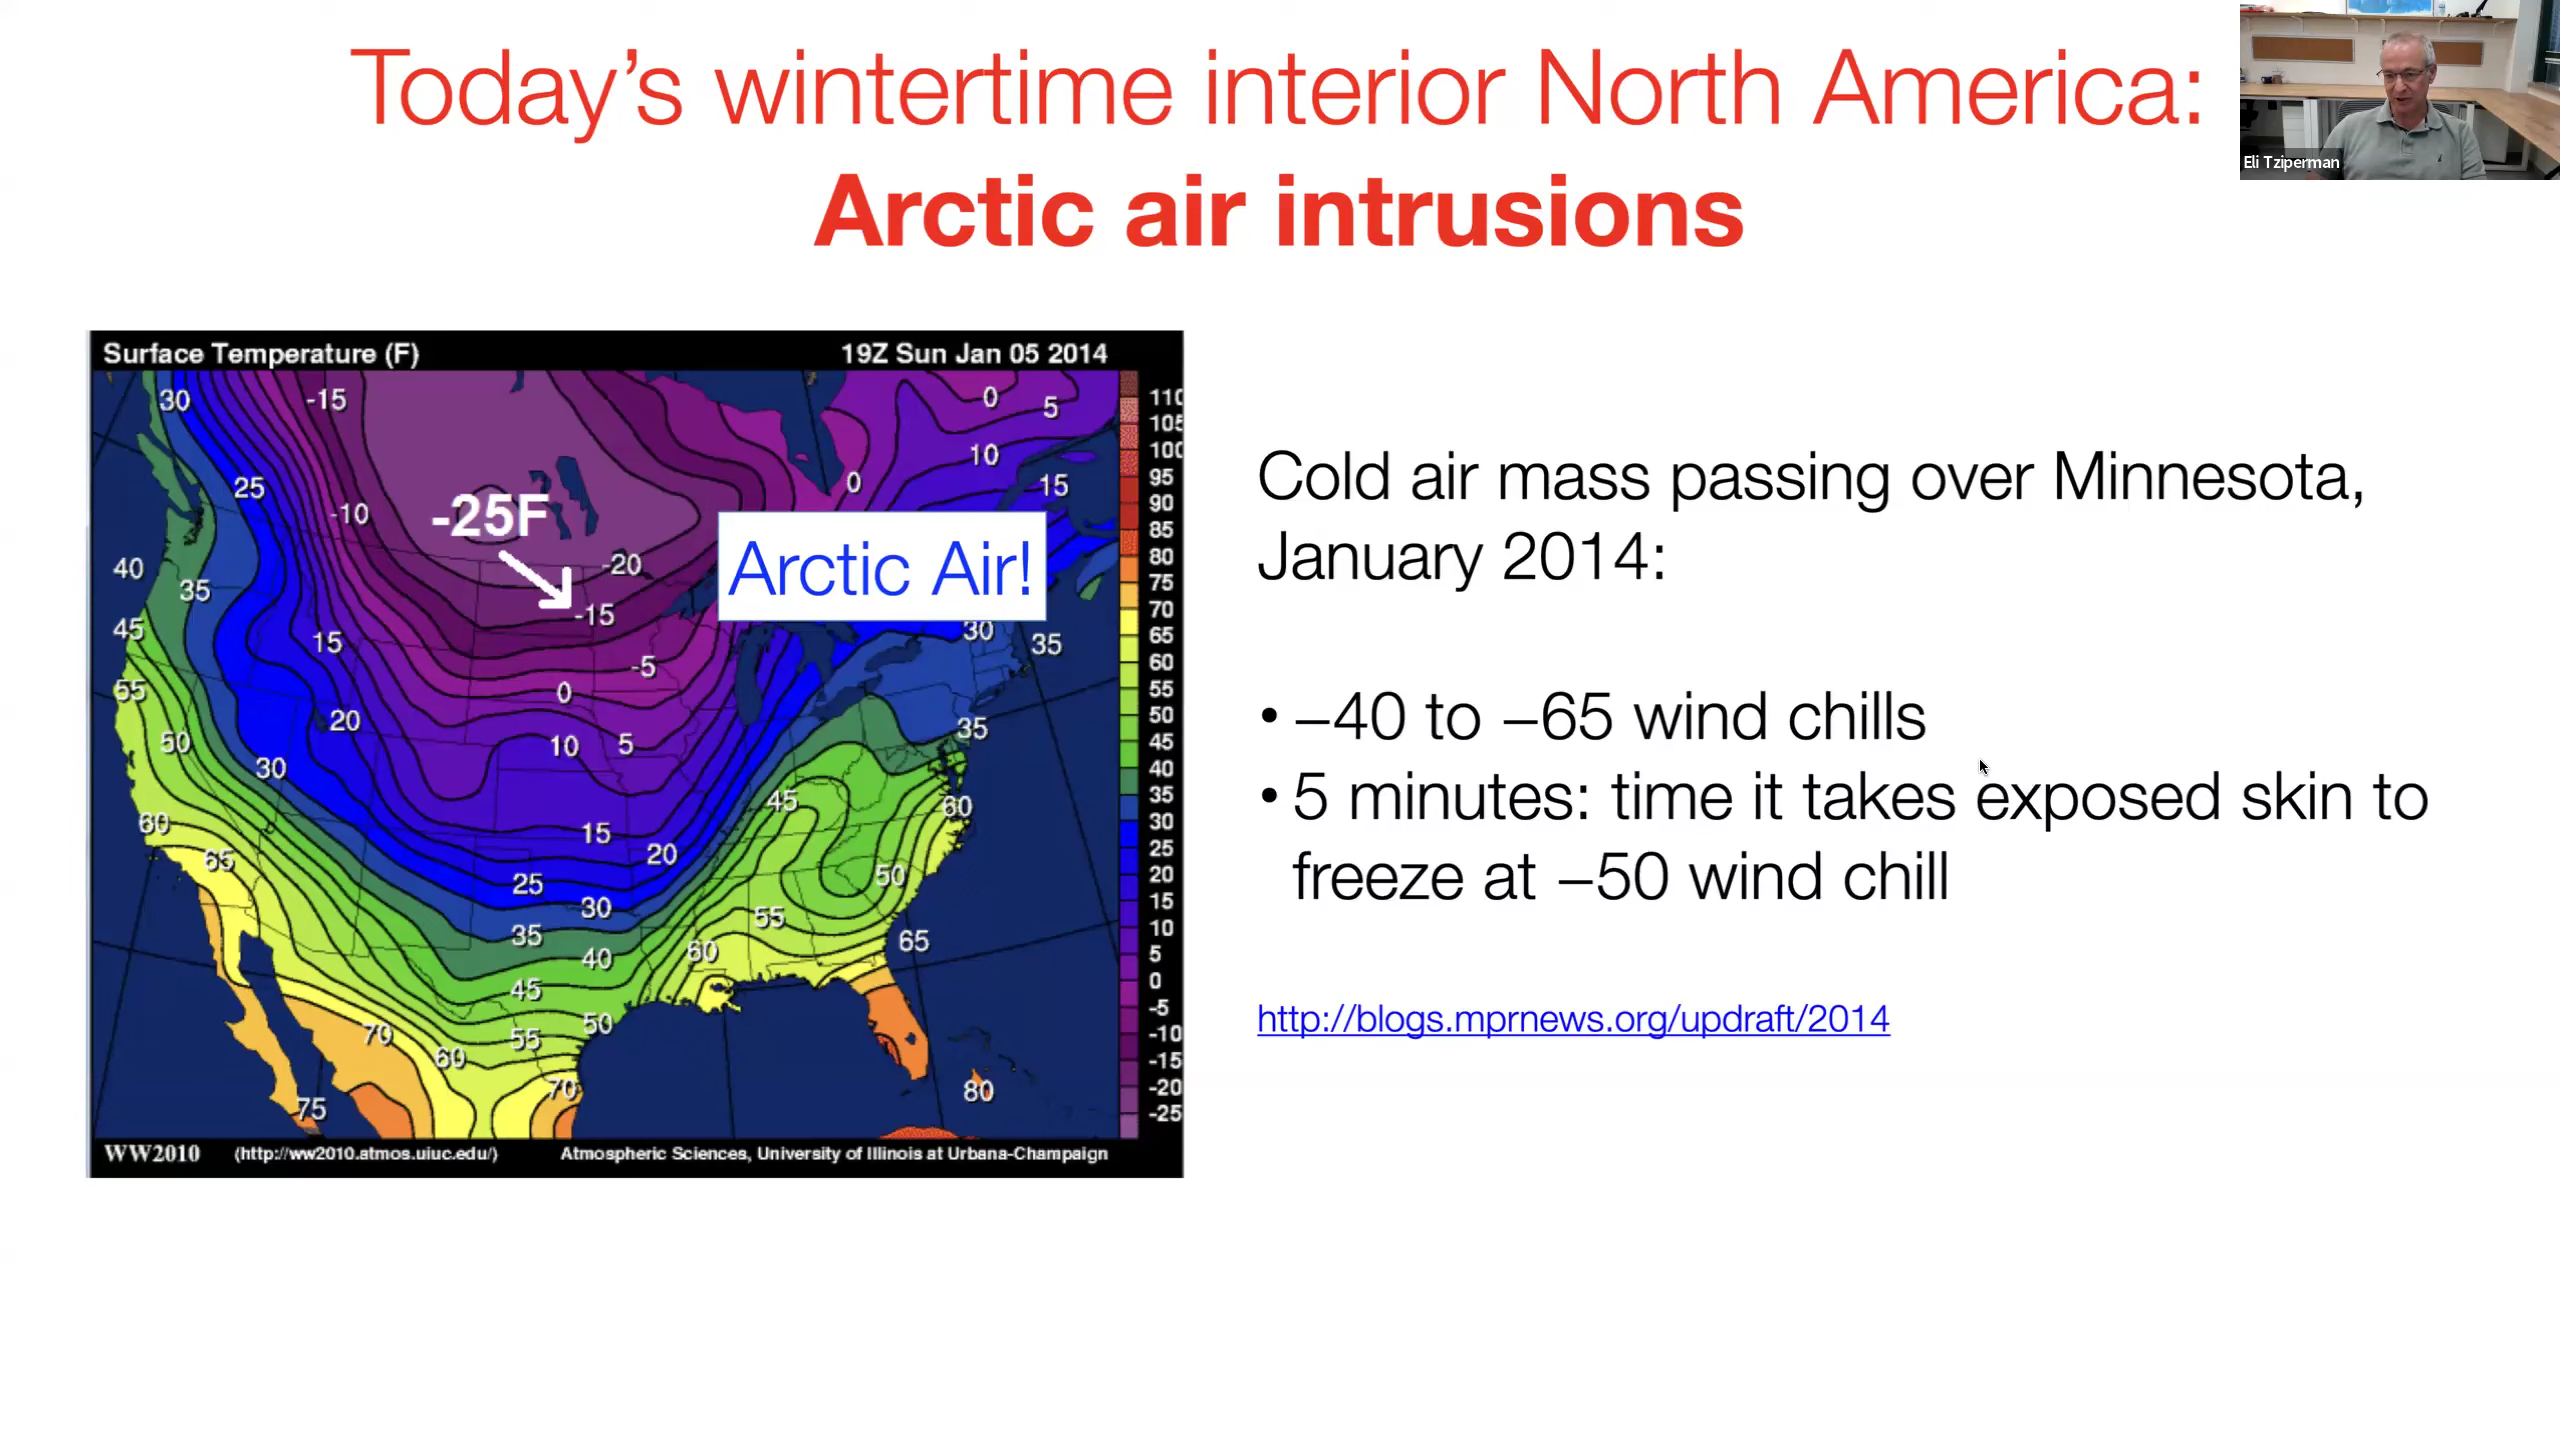 Today's wintertime interior North America:
Arctic air intrusions
Eli Tziperman
Surface Temperature (F) 19Z Sun Jan 05 2014
30 -15 0 5
10
25 -10 0 15
-25F
40 35 -20
Arctic Air!
-15
45 15 30 35
-5
55 0
20 35
50 10 5
30
45 60
60 15
65 20
25 50
30 55
35 60 65
40
45
70 55 50
60
75 70 80
110
105
100
95
90
85
80
75
70
65
60
55
50
45
40
35
30
25
20
15
10
5
0
-5
-10
-15
-20
-25
WW2010 (http://ww2010.atmos.uiuc.edu/) Atmospheric Sciences, University of Illinois at Urbana-Champaign
Cold air mass passing over Minnesota,
January 2014:
• –40 to –65 wind chills
• 5 minutes: time it takes exposed skin to
freeze at –50 wind chill
http://blogs.mprnews.org/updraft/2014